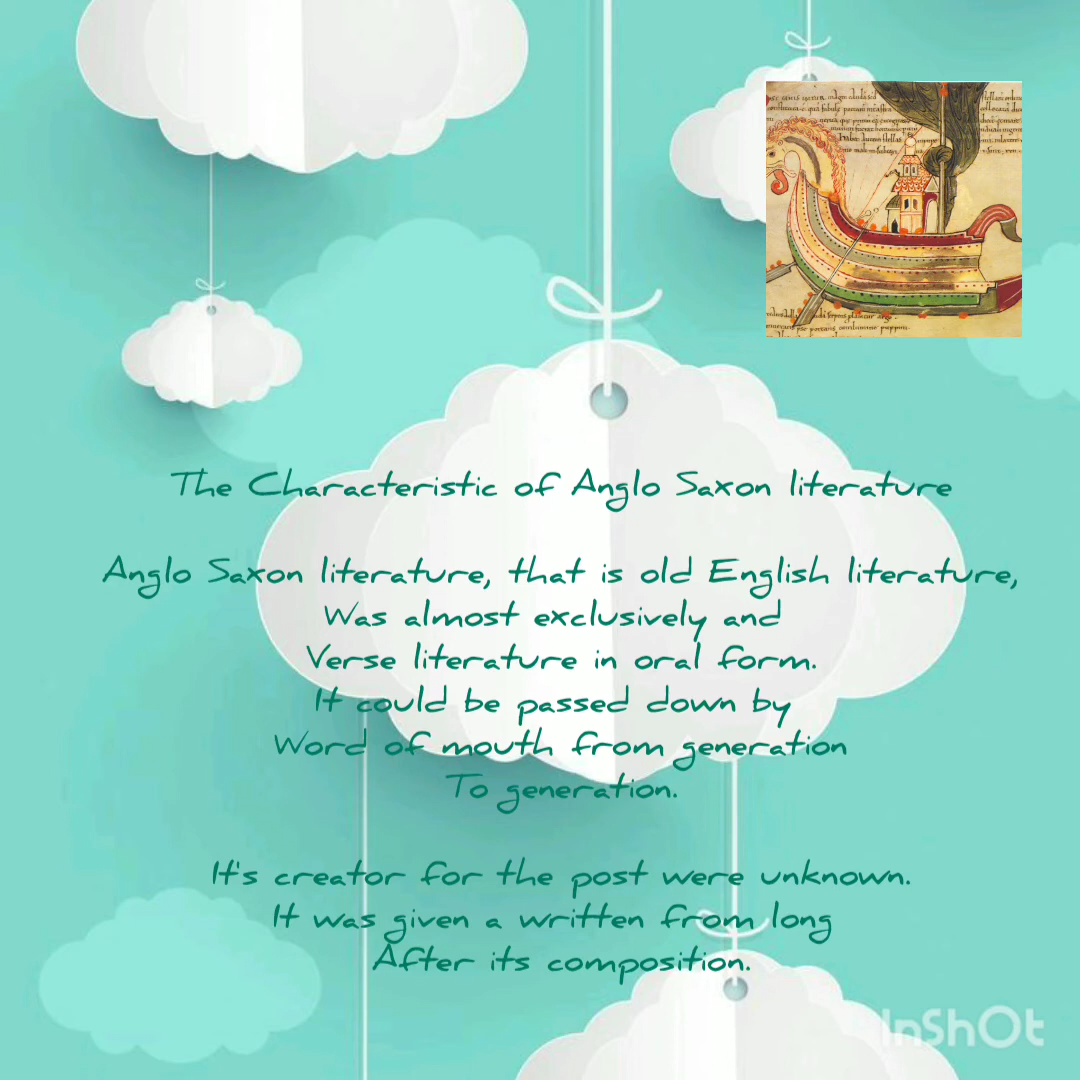 The Characteristic of Anglo Saxon literature
Anglo Saxon literature, that is old English literature,
Was almost exclusively and
Verse literature in oral form.
It could be passed down by
Word of mouth from generation
To generation.
It's creator for the post were unknown.
It was given a written from long
After its composition.
InShOt